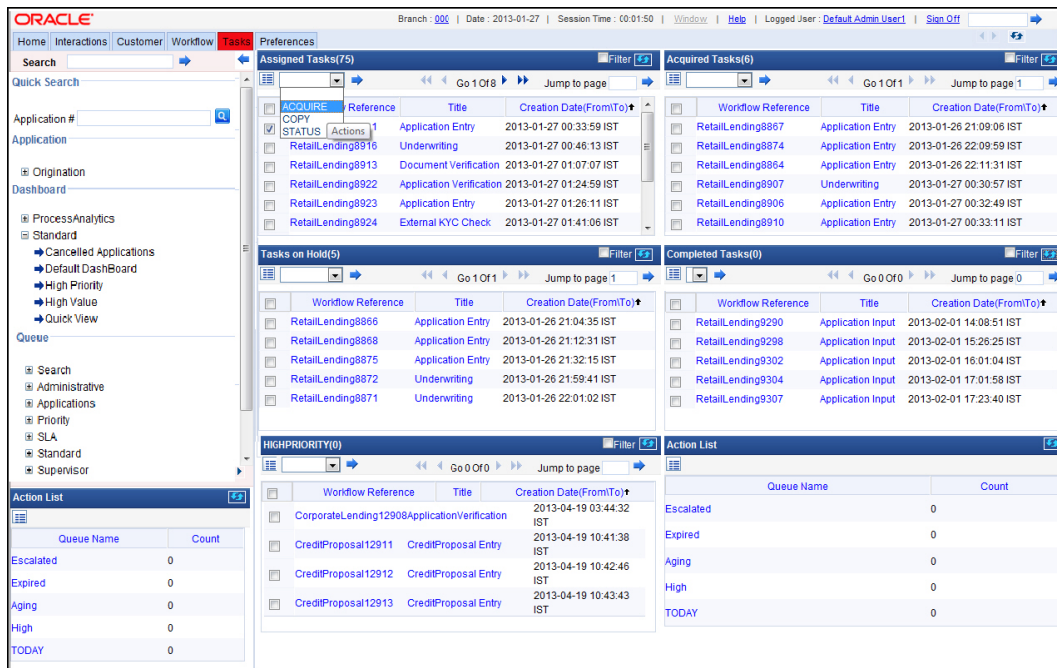 ORACLE®
Branch : 000 | Date : 2013-01-27 | Session Time : 00:01:50 | Window | Help | Logged User : Default Admin User1 | Sign Off
Home Interactions Customer Workflow Tasks Preferences
Search
Quick Search
Application #
Application
Origination
Dashboard
ProcessAnalytics
Standard
Cancelled Applications
Default DashBoard
High Priority
High Value
Quick View
Queue
Search
Administrative
Applications
Priority
SLA
Standard
Supervisor
Action List
Queue Name Count
Escalated 0
Expired 0
Aging 0
High 0
TODAY 0
Assigned Tasks(75) Filter
Go 1 Of 8 Jump to page
ACQUIRE
COPY
STATUS
Actions
w Reference Title Creation Date(From\To)
1 Application Entry 2013-01-27 00:33:59 IST
RetailLending8916 Underwriting 2013-01-27 00:46:13 IST
RetailLending8913 Document Verification 2013-01-27 01:07:07 IST
RetailLending8922 Application Verification 2013-01-27 01:24:59 IST
RetailLending8923 Application Entry 2013-01-27 01:26:11 IST
RetailLending8924 External KYC Check 2013-01-27 01:41:06 IST
Acquired Tasks(6) Filter
Go 1 Of 1 Jump to page 1
Workflow Reference Title Creation Date(From\To)
RetailLending8867 Application Entry 2013-01-26 21:09:06 IST
RetailLending8874 Application Entry 2013-01-26 22:09:59 IST
RetailLending8864 Application Entry 2013-01-26 22:11:31 IST
RetailLending8907 Underwriting 2013-01-27 00:30:57 IST
RetailLending8906 Application Entry 2013-01-27 00:32:49 IST
RetailLending8910 Application Entry 2013-01-27 00:33:11 IST
Tasks on Hold(5) Filter
Go 1 Of 1 Jump to page 1
Workflow Reference Title Creation Date(From\To)
RetailLending8866 Application Entry 2013-01-26 21:04:35 IST
RetailLending8868 Application Entry 2013-01-26 21:12:31 IST
RetailLending8875 Application Entry 2013-01-26 21:32:15 IST
RetailLending8872 Underwriting 2013-01-26 21:59:41 IST
RetailLending8871 Underwriting 2013-01-26 22:01:02 IST
Completed Tasks(0) Filter
Go 0 Of 0 Jump to page 0
Workflow Reference Title Creation Date(From\To)
RetailLending9290 Application Input 2013-02-01 14:08:51 IST
RetailLending9298 Application Input 2013-02-01 15:26:25 IST
RetailLending9302 Application Input 2013-02-01 16:01:04 IST
RetailLending9304 Application Input 2013-02-01 17:01:58 IST
RetailLending9307 Application Input 2013-02-01 17:23:40 IST
HIGHPRIORITY(0) Filter
Go 0 Of 0 Jump to page
Workflow Reference Title Creation Date(From\To)
CorporateLending12908 ApplicationVerification 2013-04-19 03:44:32 IST
CreditProposal12911 CreditProposal Entry 2013-04-19 10:41:38 IST
CreditProposal12912 CreditProposal Entry 2013-04-19 10:42:46 IST
CreditProposal12913 CreditProposal Entry 2013-04-19 10:43:43 IST
Action List
Queue Name Count
Escalated 0
Expired 0
Aging 0
High 0
TODAY 0